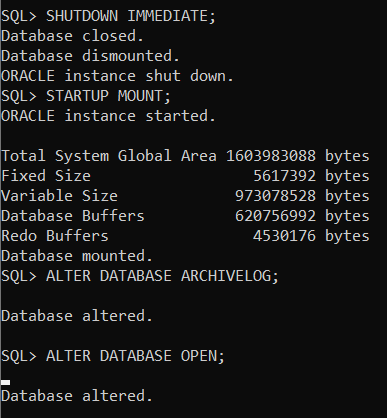 SQL> SHUTDOWN IMMEDIATE;
Database closed.
Database dismounted.
ORACLE instance shut down.
SQL> STARTUP MOUNT;
ORACLE instance started.

Total System Global Area 1603983088 bytes
Fixed Size                  5617392 bytes
Variable Size             973078528 bytes
Database Buffers          620756992 bytes
Redo Buffers                4530176 bytes
Database mounted.
SQL> ALTER DATABASE ARCHIVELOG;

Database altered.

SQL> ALTER DATABASE OPEN;

Database altered.